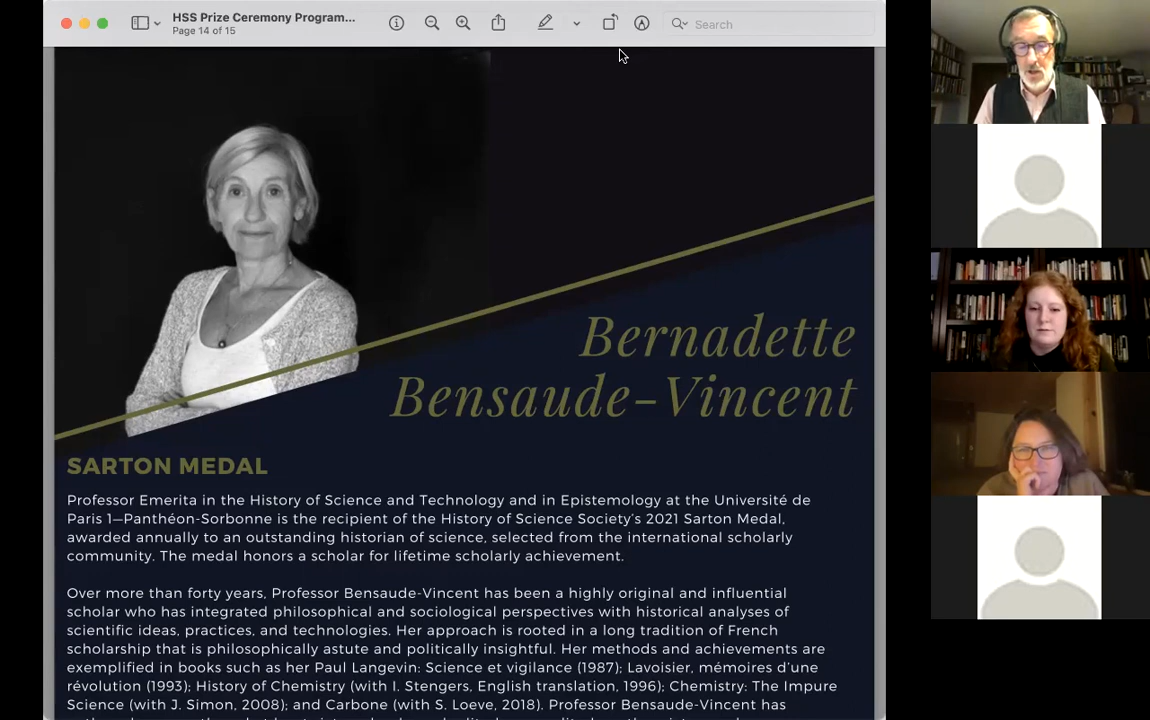 HSS Prize Ceremony Program...
Page 14 of 15
Search
Bernadette
Bensaude–Vincent
SARTON MEDAL
Professor Emerita in the History of Science and Technology and in Epistemology at the Université de
Paris 1—Panthéon-Sorbonne is the recipient of the History of Science Society's 2021 Sarton Medal,
awarded annually to an outstanding historian of science, selected from the international scholarly
community. The medal honors a scholar for lifetime scholarly achievement.
Over more than forty years, Professor Bensaude-Vincent has been a highly original and influential
scholar who has integrated philosophical and sociological perspectives with historical analyses of
scientific ideas, practices, and technologies. Her approach is rooted in a long tradition of French
scholarship that is philosophically astute and politically insightful. Her methods and achievements are
exemplified in books such as her Paul Langevin: Science et vigilance (1987); Lavoisier, mémoires d'une
révolution (1993); History of Chemistry (with I. Stengers, English translation, 1996); Chemistry: The Impure
Science (with J. Simon, 2008); and Carbone (with S. Loeve, 2018). Professor Bensaude-Vincent has